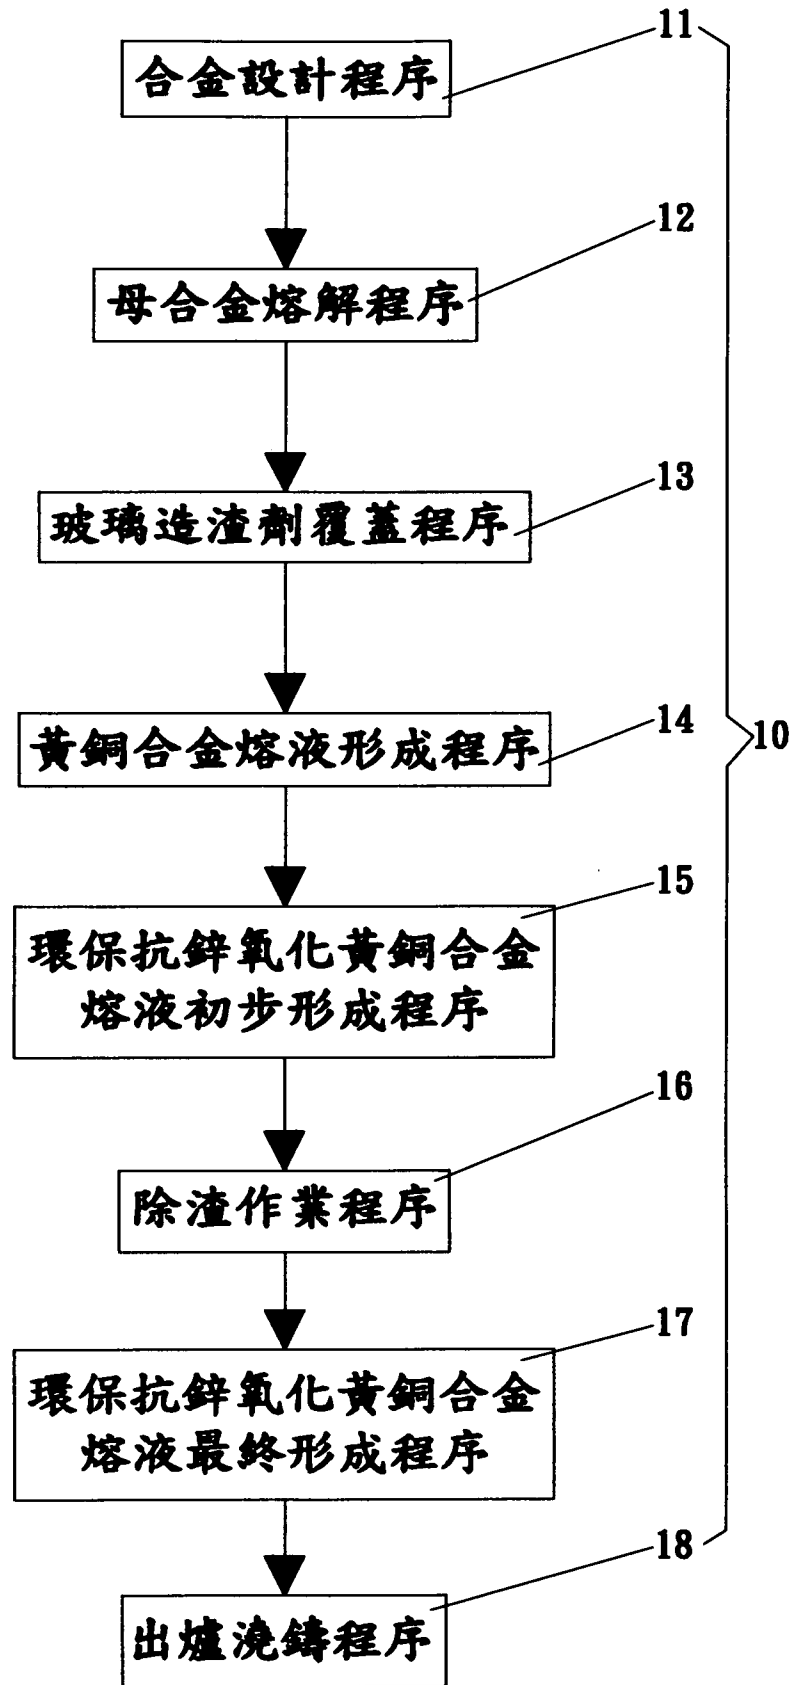 11
合金設計程序
12
母合金熔解程序
13
玻璃造渣劑覆蓋程序
14
黃銅合金熔液形成程序
10
15
環保抗鋅氧化黃銅合金
熔液初步形成程序
16
除渣作業程序
17
環保抗鋅氧化黃銅合金
熔液最終形成程序
18
出爐澆鑄程序